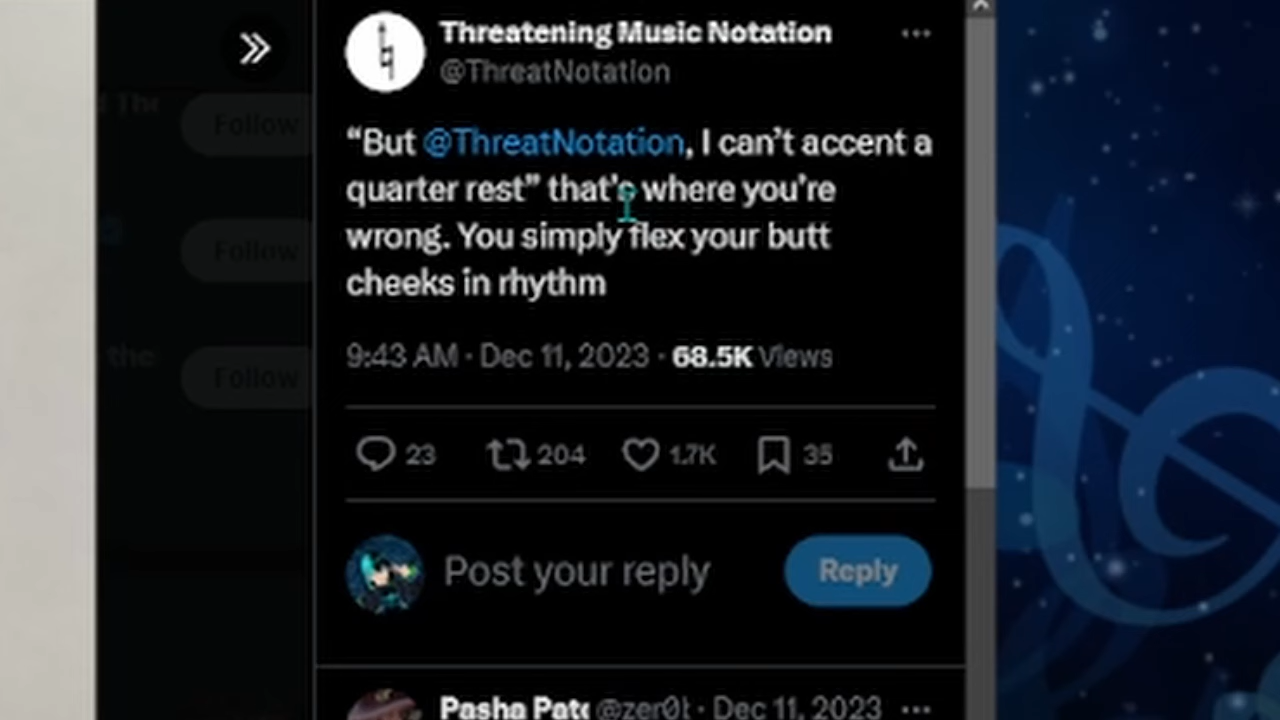 Threatening Music Notation
@ThreatNotation
Follow
“But @ThreatNotation, I can’t accent a
quarter rest” that’s where you’re
Follow
wrong. You simply flex your butt
cheeks in rhythm
9:43 AM · Dec 11, 2023 · 68.5K Views
the
Follow
23 204 1.7K 35
Post your reply
Reply
Pasha Pat @zer0 · Dec 11, 2023